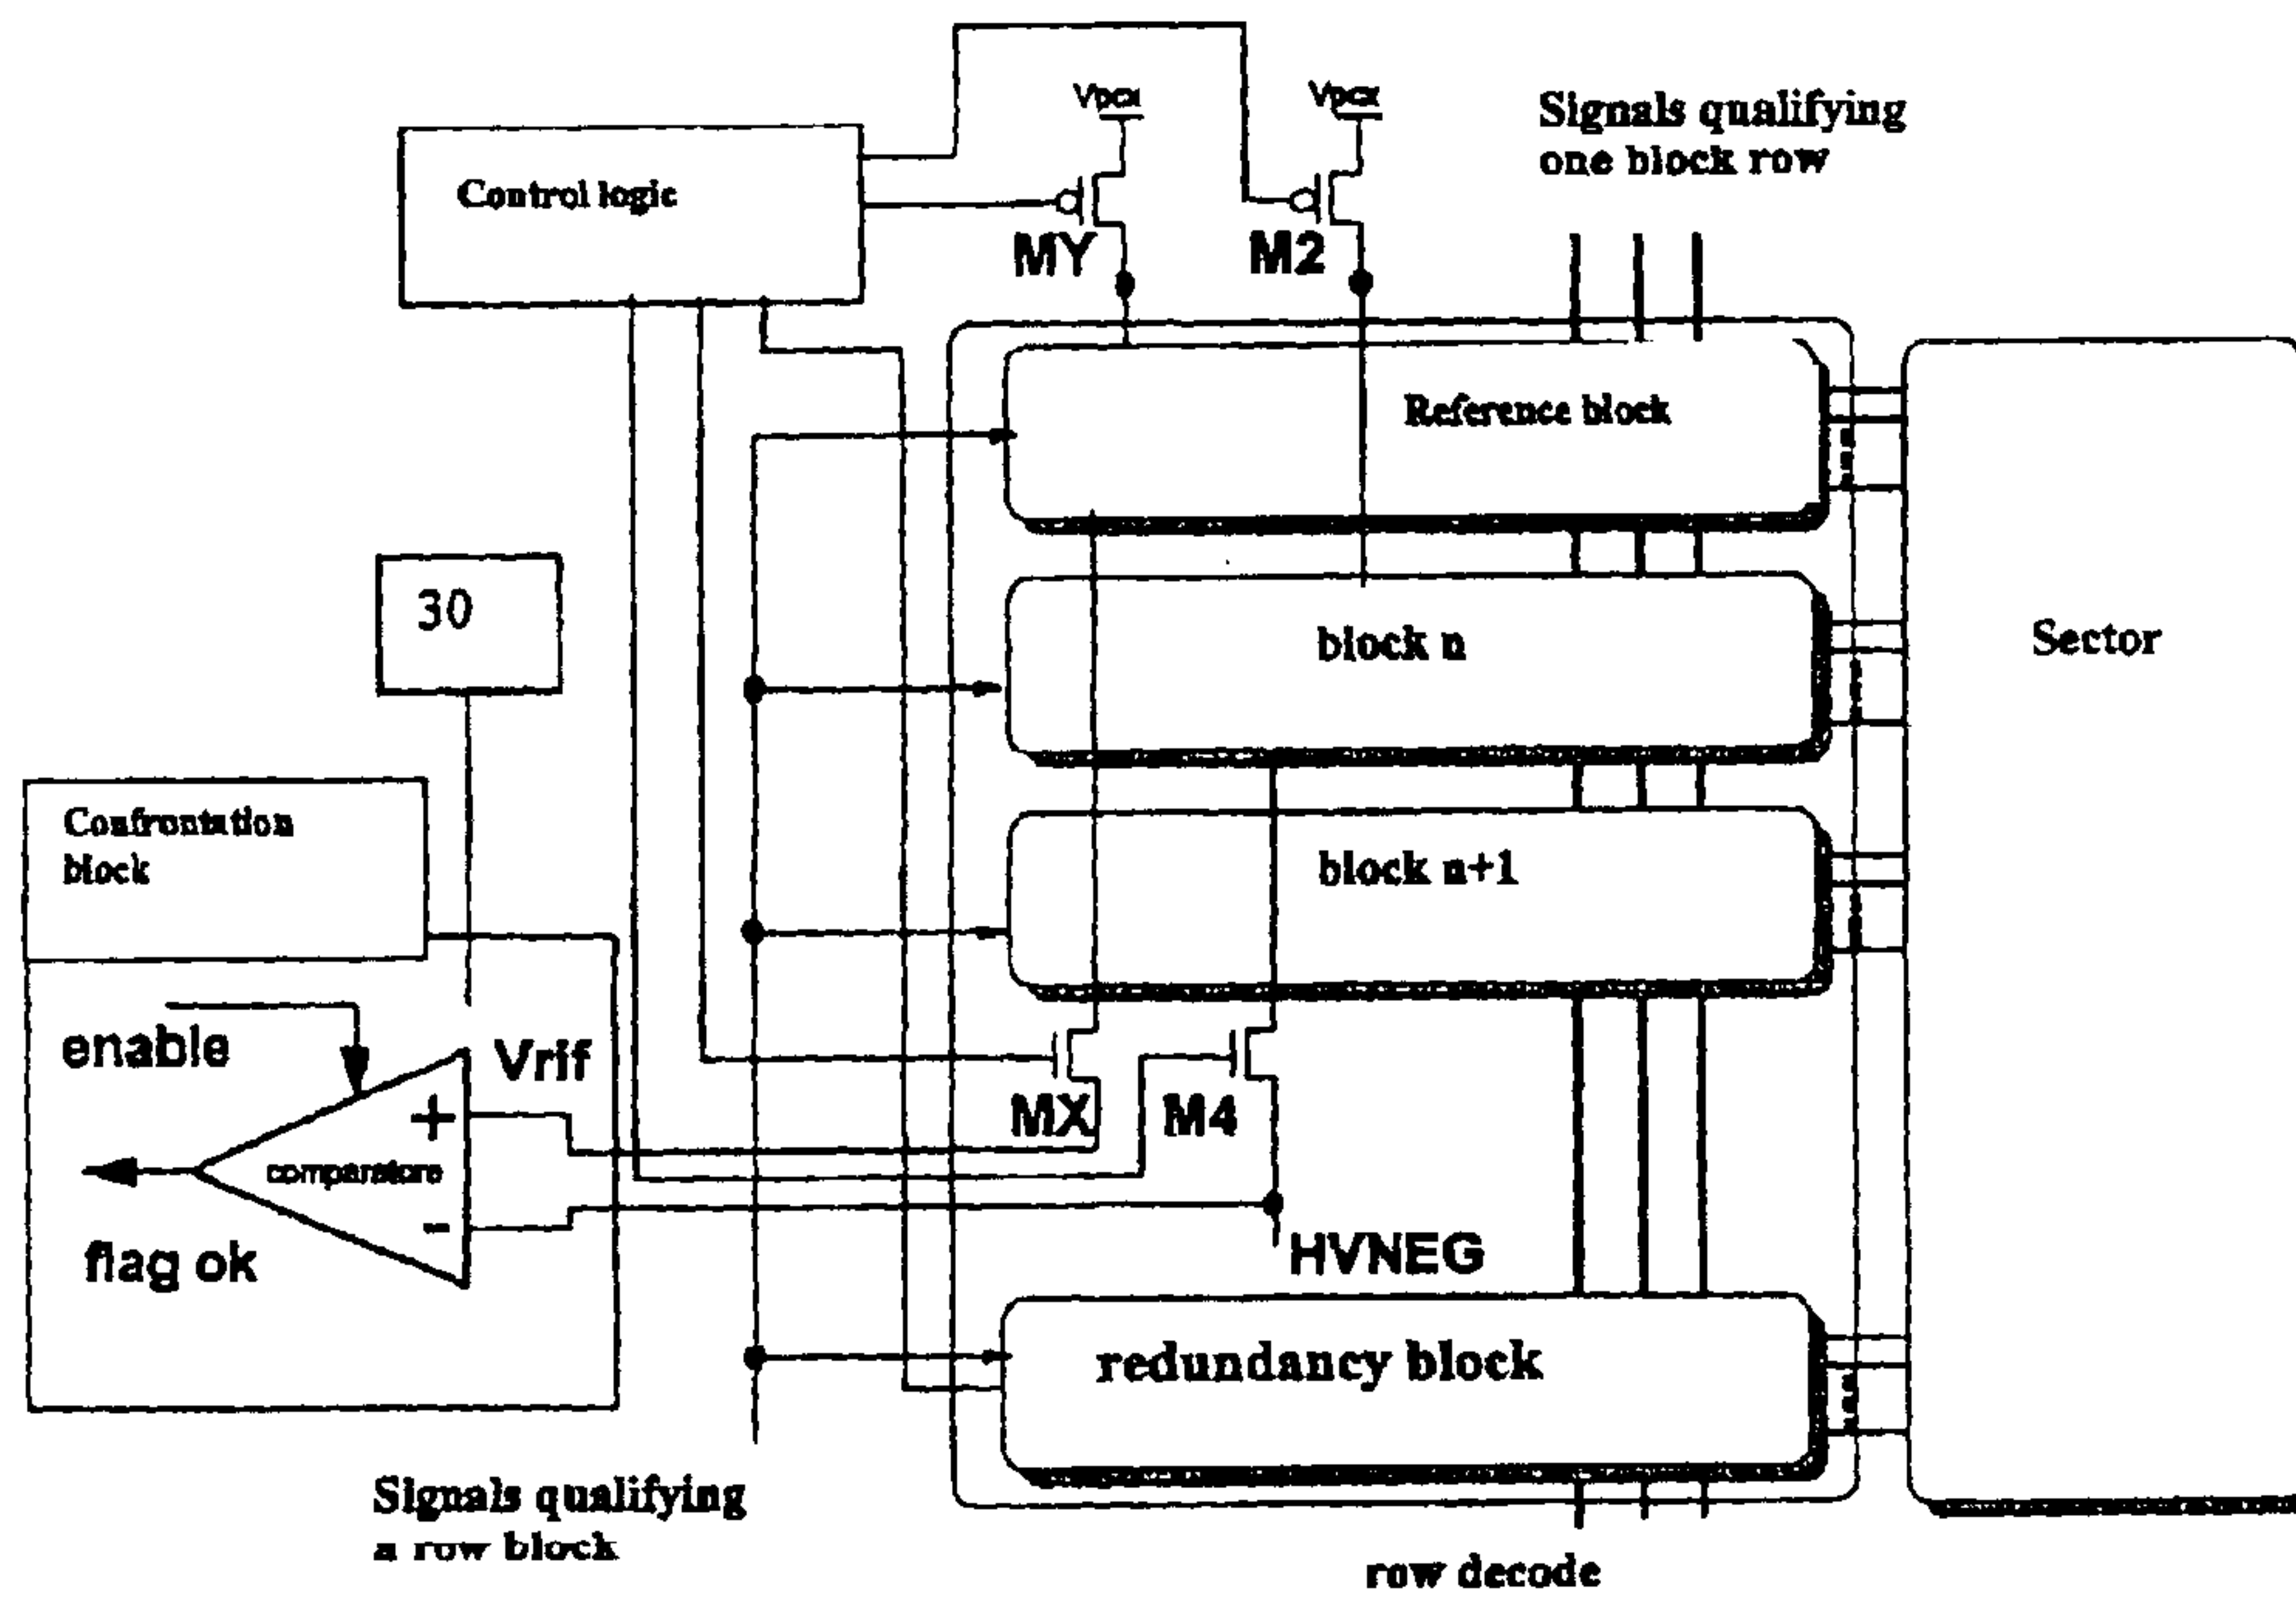 Vpcx
Vpcx
Signals qualifying
one block row
Control logic
MY
M2
Reference block
30
block n
Sector
Confrontation
block
block n+1
enable
Vrif
+
MX
M4
comparatore
-
HVNEG
flag ok
redundancy block
Signals qualifying
a row block
row decode